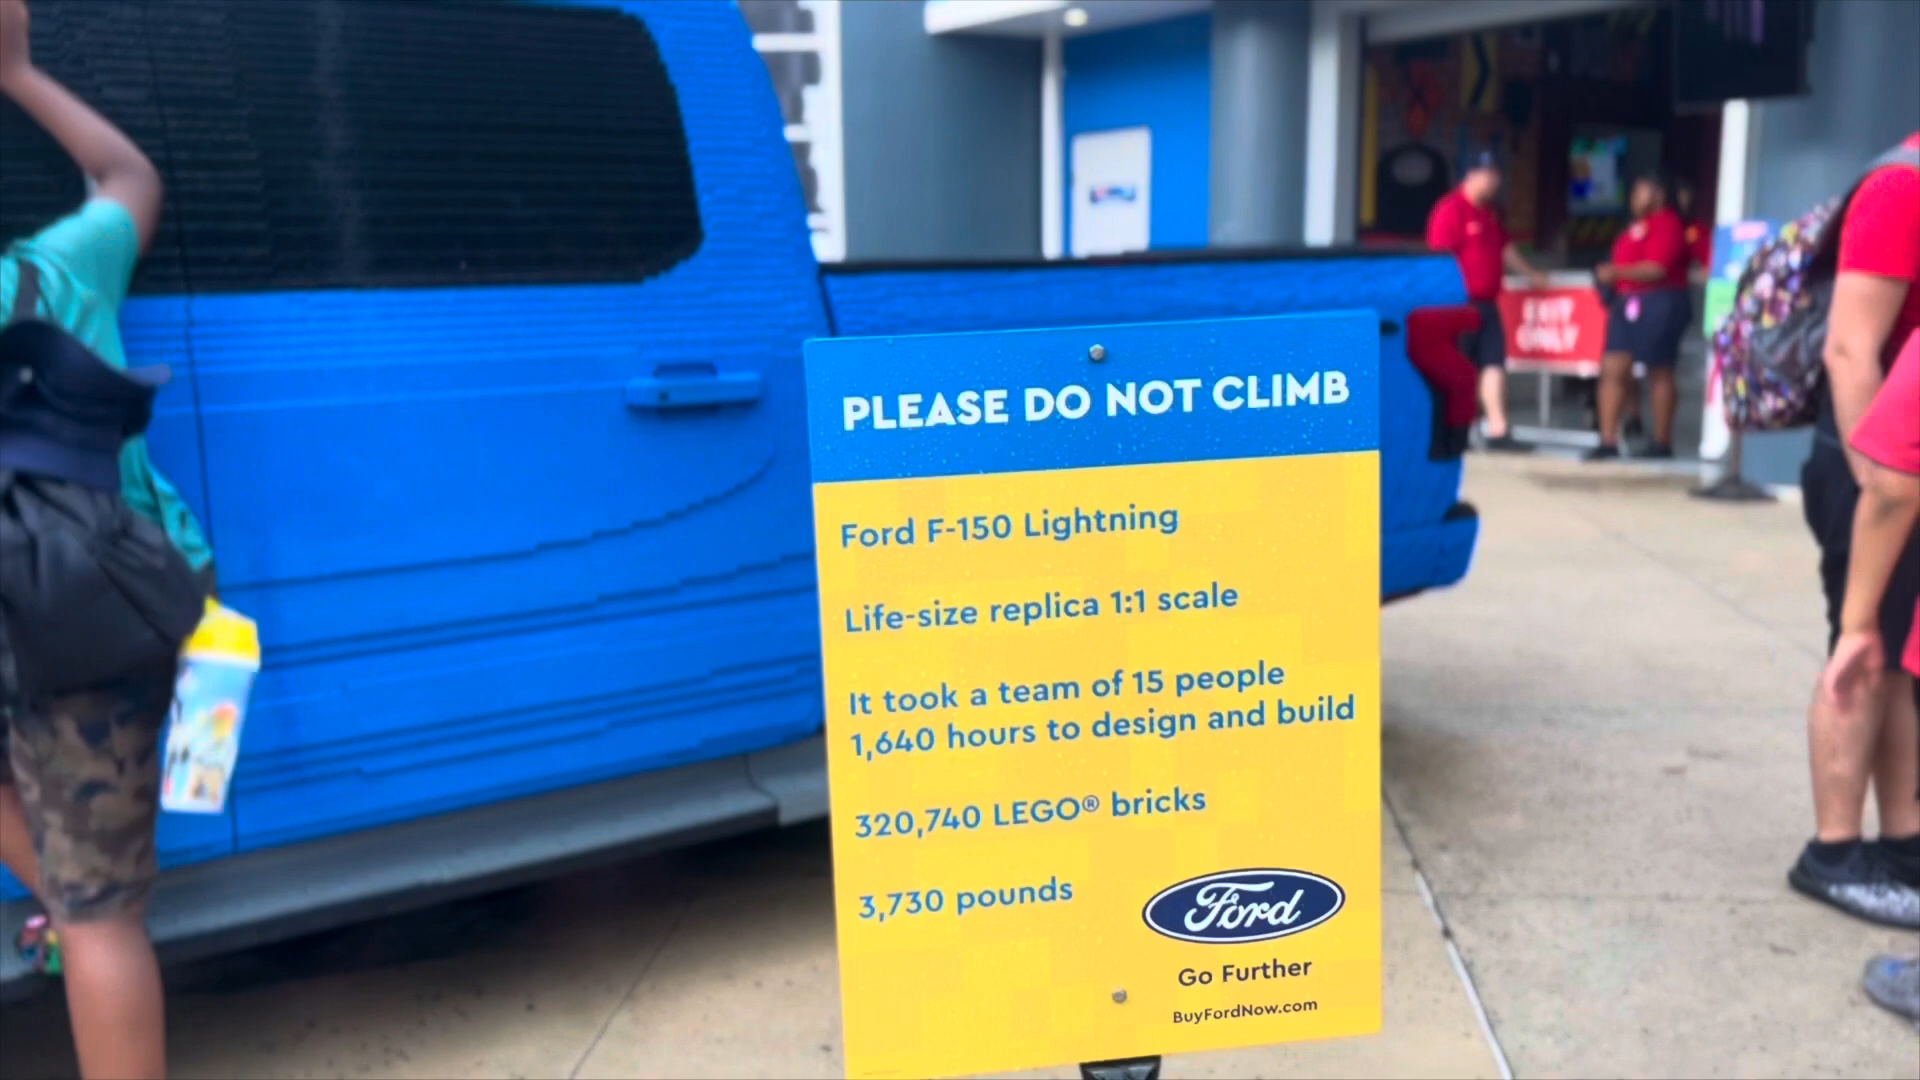 PLEASE DO NOT CLIMB
Ford F-150 Lightning
Life-size replica 1:1 scale
It took a team of 15 people
1,640 hours to design and build
320,740 LEGO® bricks
3,730 pounds
Ford
Go Further
BuyFordNow.com
EXIT
ONLY